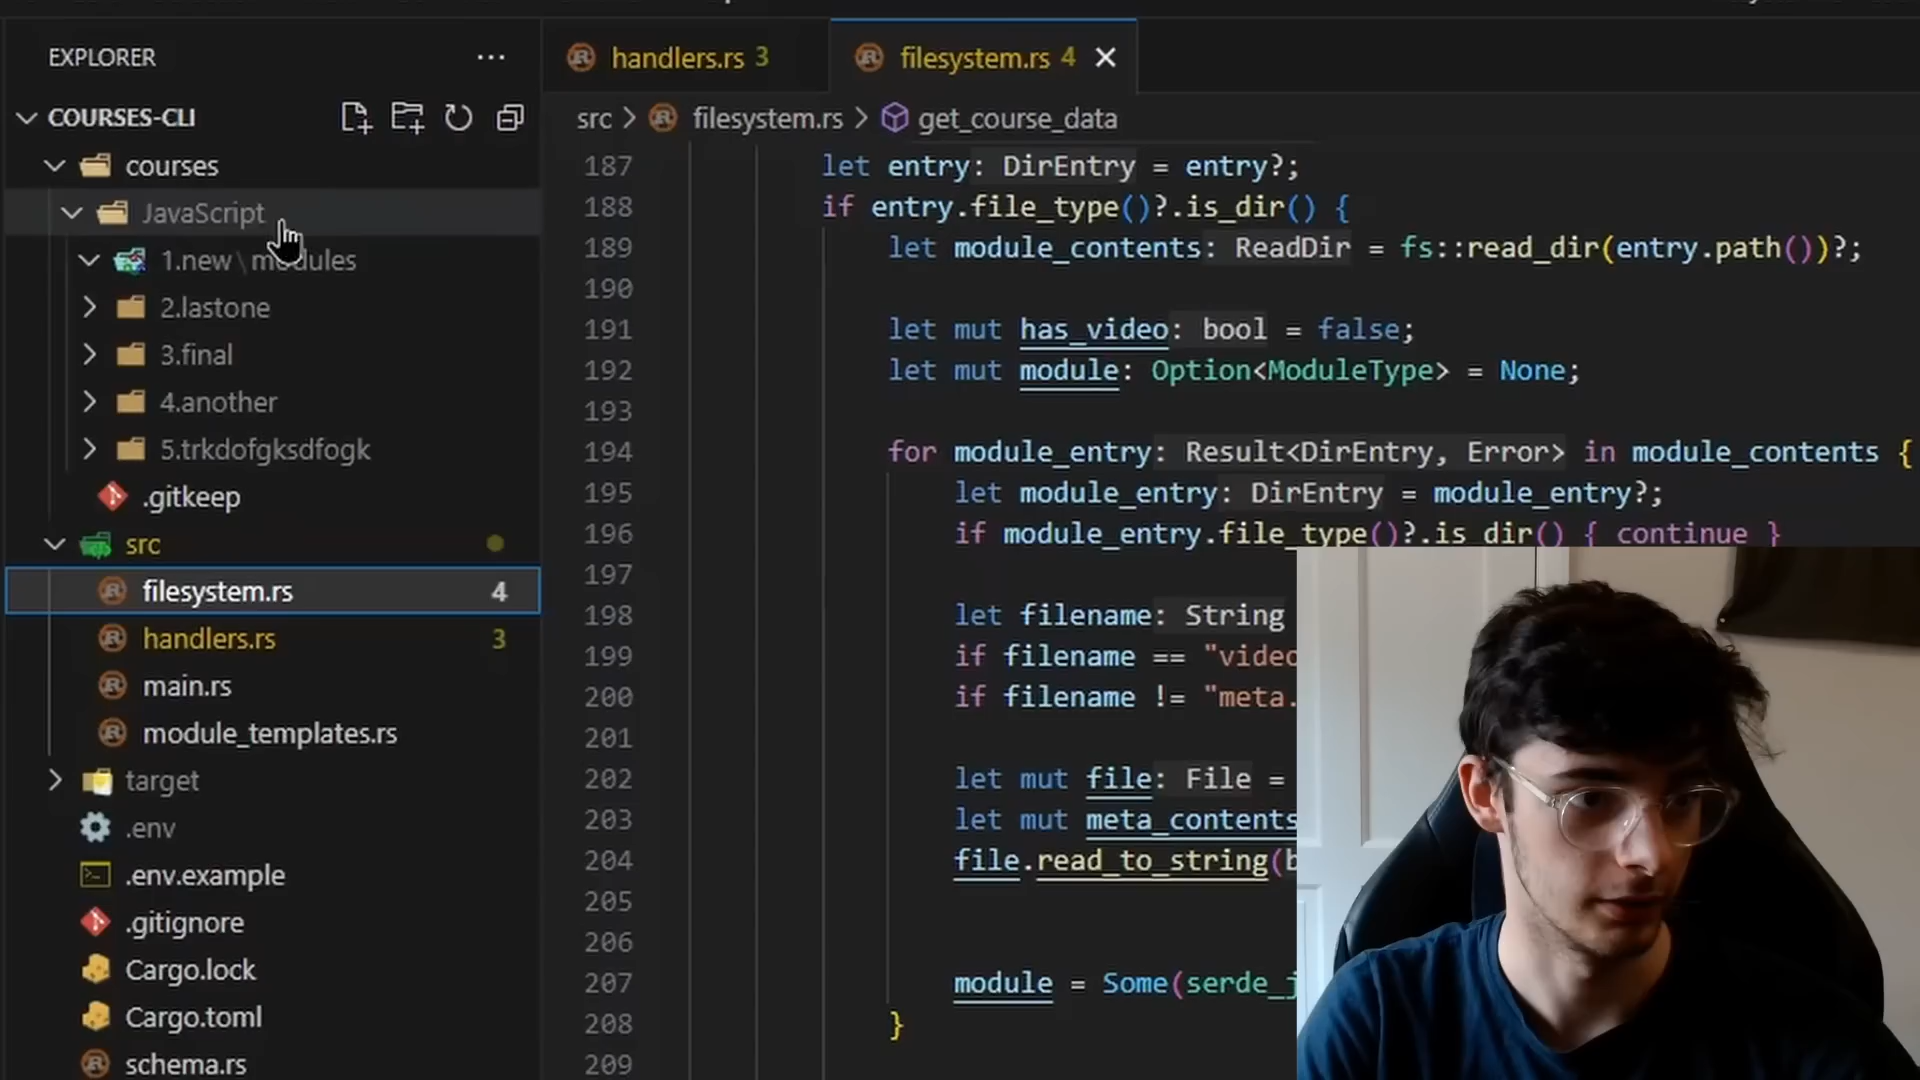 EXPLORER
COURSES-CLI
courses
JavaScript
1.new \ modules
2.lastone
3.final
4.another
5.trkdofgksdfogk
.gitkeep
src
filesystem.rs 4
handlers.rs 3
main.rs
module_templates.rs
target
.env
.env.example
.gitignore
Cargo.lock
Cargo.toml
schema.rs
handlers.rs 3
filesystem.rs 4
src > filesystem.rs > get_course_data
187 let entry: DirEntry = entry?;
188 if entry.file_type()?.is_dir() {
189 let module_contents: ReadDir = fs::read_dir(entry.path())?;
190
191 let mut has_video: bool = false;
192 let mut module: Option<ModuleType> = None;
193
194 for module_entry: Result<DirEntry, Error> in module_contents {
195 let module_entry: DirEntry = module_entry?;
196 if module_entry.file_type()?.is_dir() { continue }
197
198 let filename: String
199 if filename == "video
200 if filename != "meta.
201
202 let mut file: File =
203 let mut meta_contents
204 file.read_to_string(
205
206
207 module = Some(serde_j
208 }
209